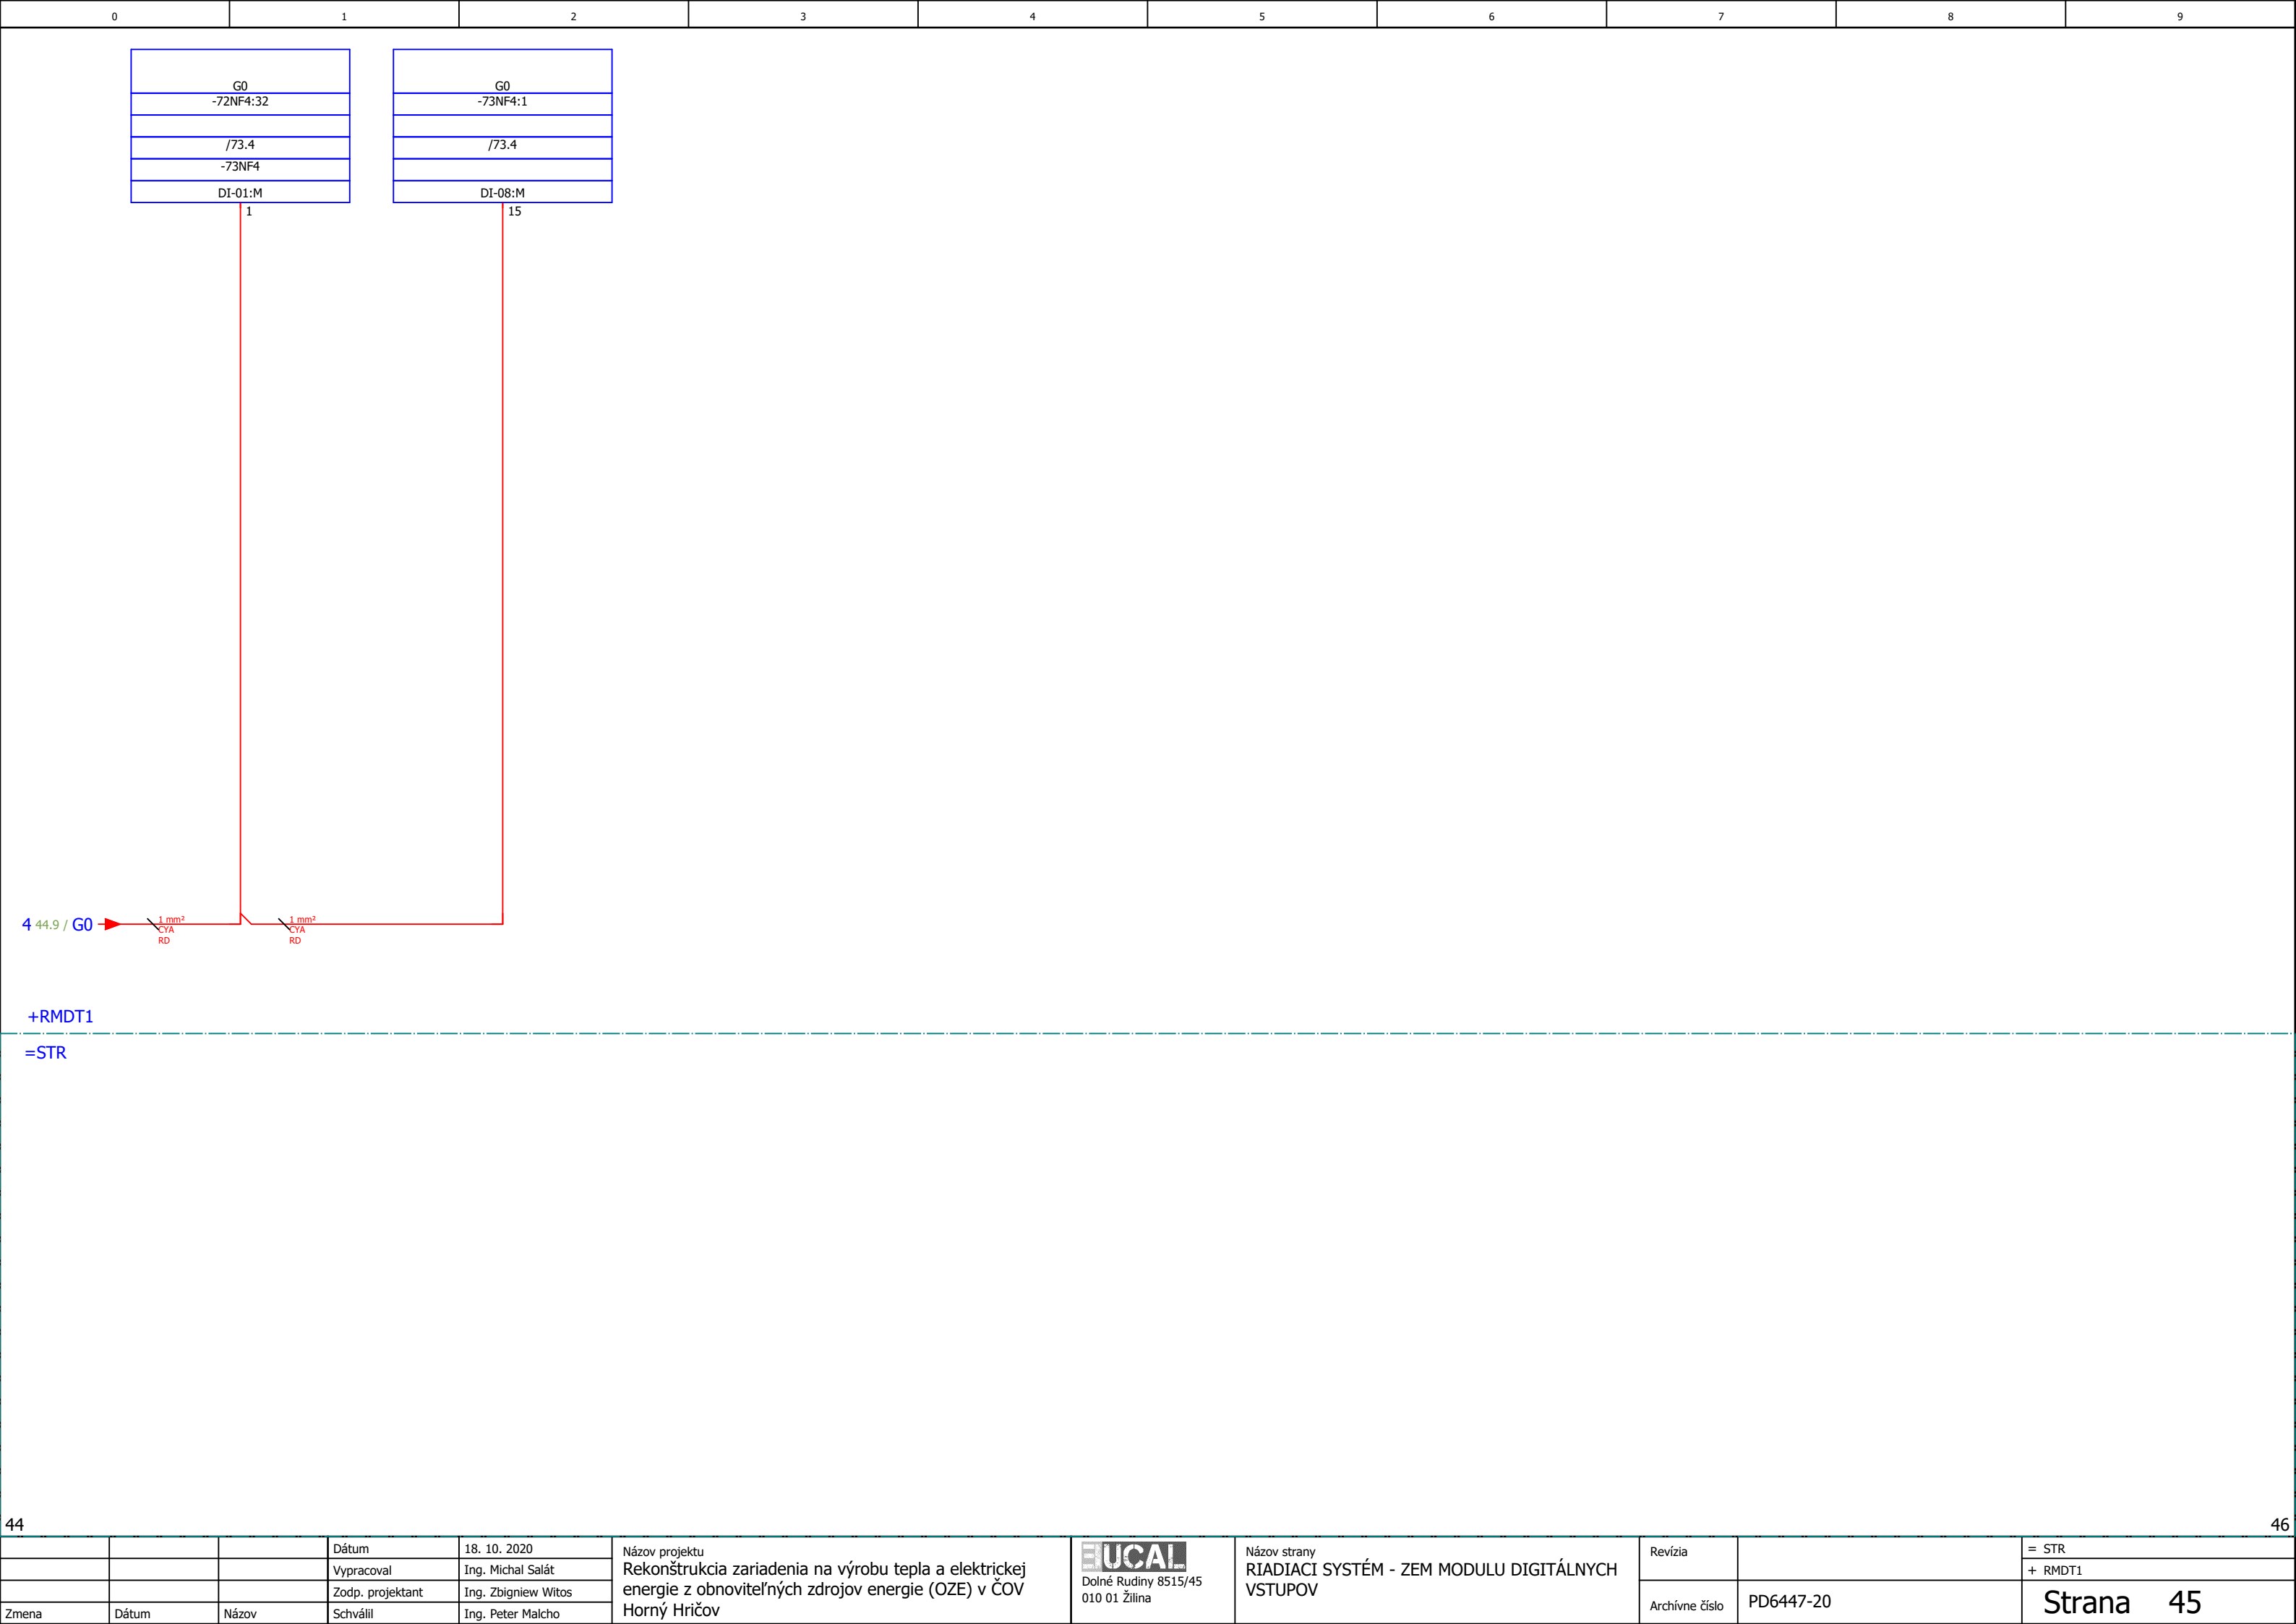 0 1 2 3 4 5 6 7 8 9
G0 G0
-72NF4:32 -73NF4:1
/73.4 /73.4
-73NF4
DI-01:M DI-08:M
1 15
4 44.9 / G0
1 mm² 1 mm²
CYA CYA
RD RD
+RMDT1
=STR
44 46
Dátum 18. 10. 2020
Vypracoval Ing. Michal Salát
Zodp. projektant Ing. Zbigniew Witos
Zmena Dátum Názov Schválil Ing. Peter Malcho
Názov projektu
Rekonštrukcia zariadenia na výrobu tepla a elektrickej
energie z obnoviteľných zdrojov energie (OZE) v ČOV
Horný Hričov
EUCAL
Dolné Rudiny 8515/45
010 01 Žilina
Názov strany
RIADIACI SYSTÉM - ZEM MODULU DIGITÁLNYCH
VSTUPOV
Revízia
Archívne číslo PD6447-20
= STR
+ RMDT1
Strana 45